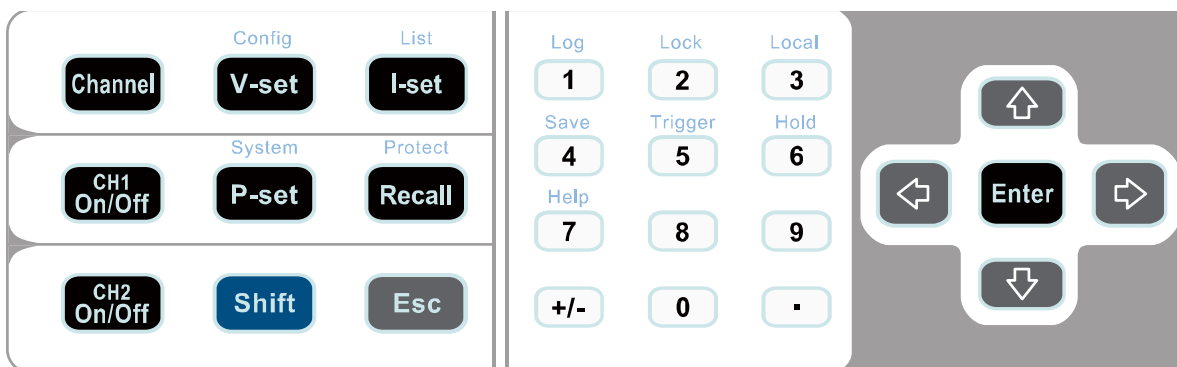 Config List
Channel V-set I-set
System Protect
CH1
On/Off P-set Recall
CH2
On/Off Shift Esc
Log Lock Local
1 2 3
Save Trigger Hold
4 5 6
Help
7 8 9
+/- 0 .
Enter